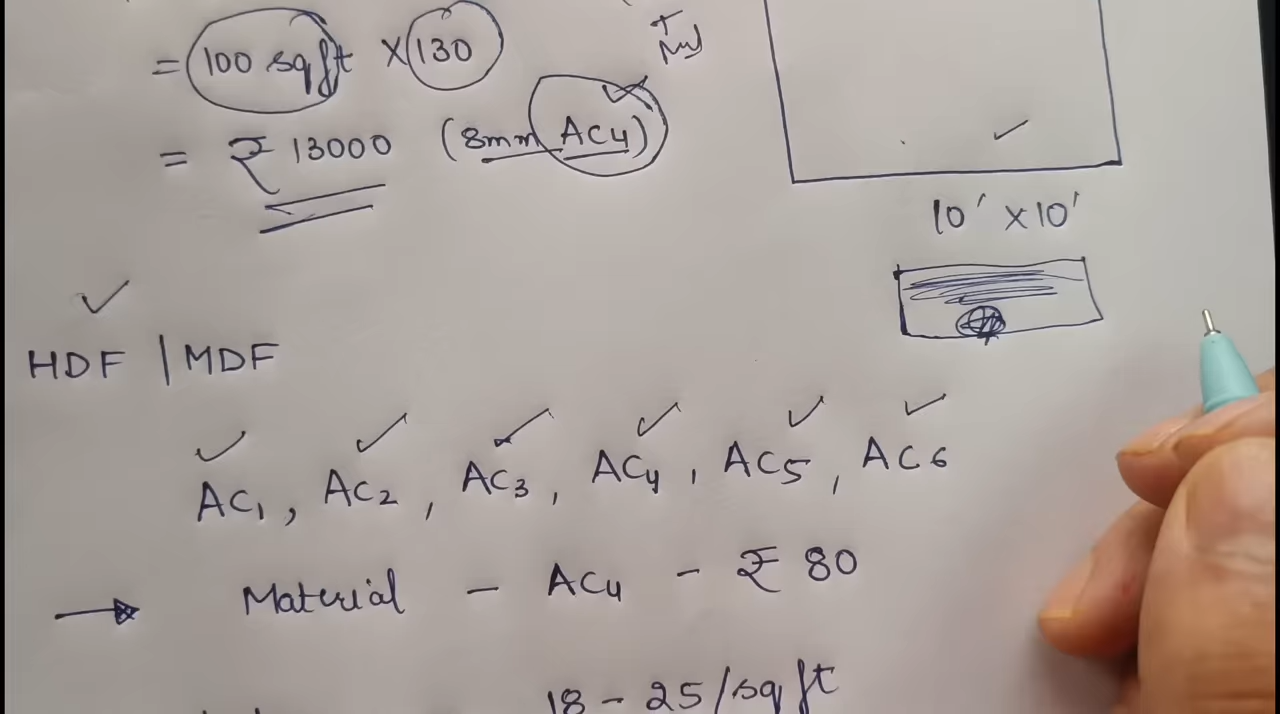 = 100 sqft × 130
= ₹ 13000 (8mm AC4)
10' × 10'
HDF | MDF
AC1, AC2, AC3, AC4, AC5, AC6
Material - AC4 - ₹ 80
18 - 25/sqft